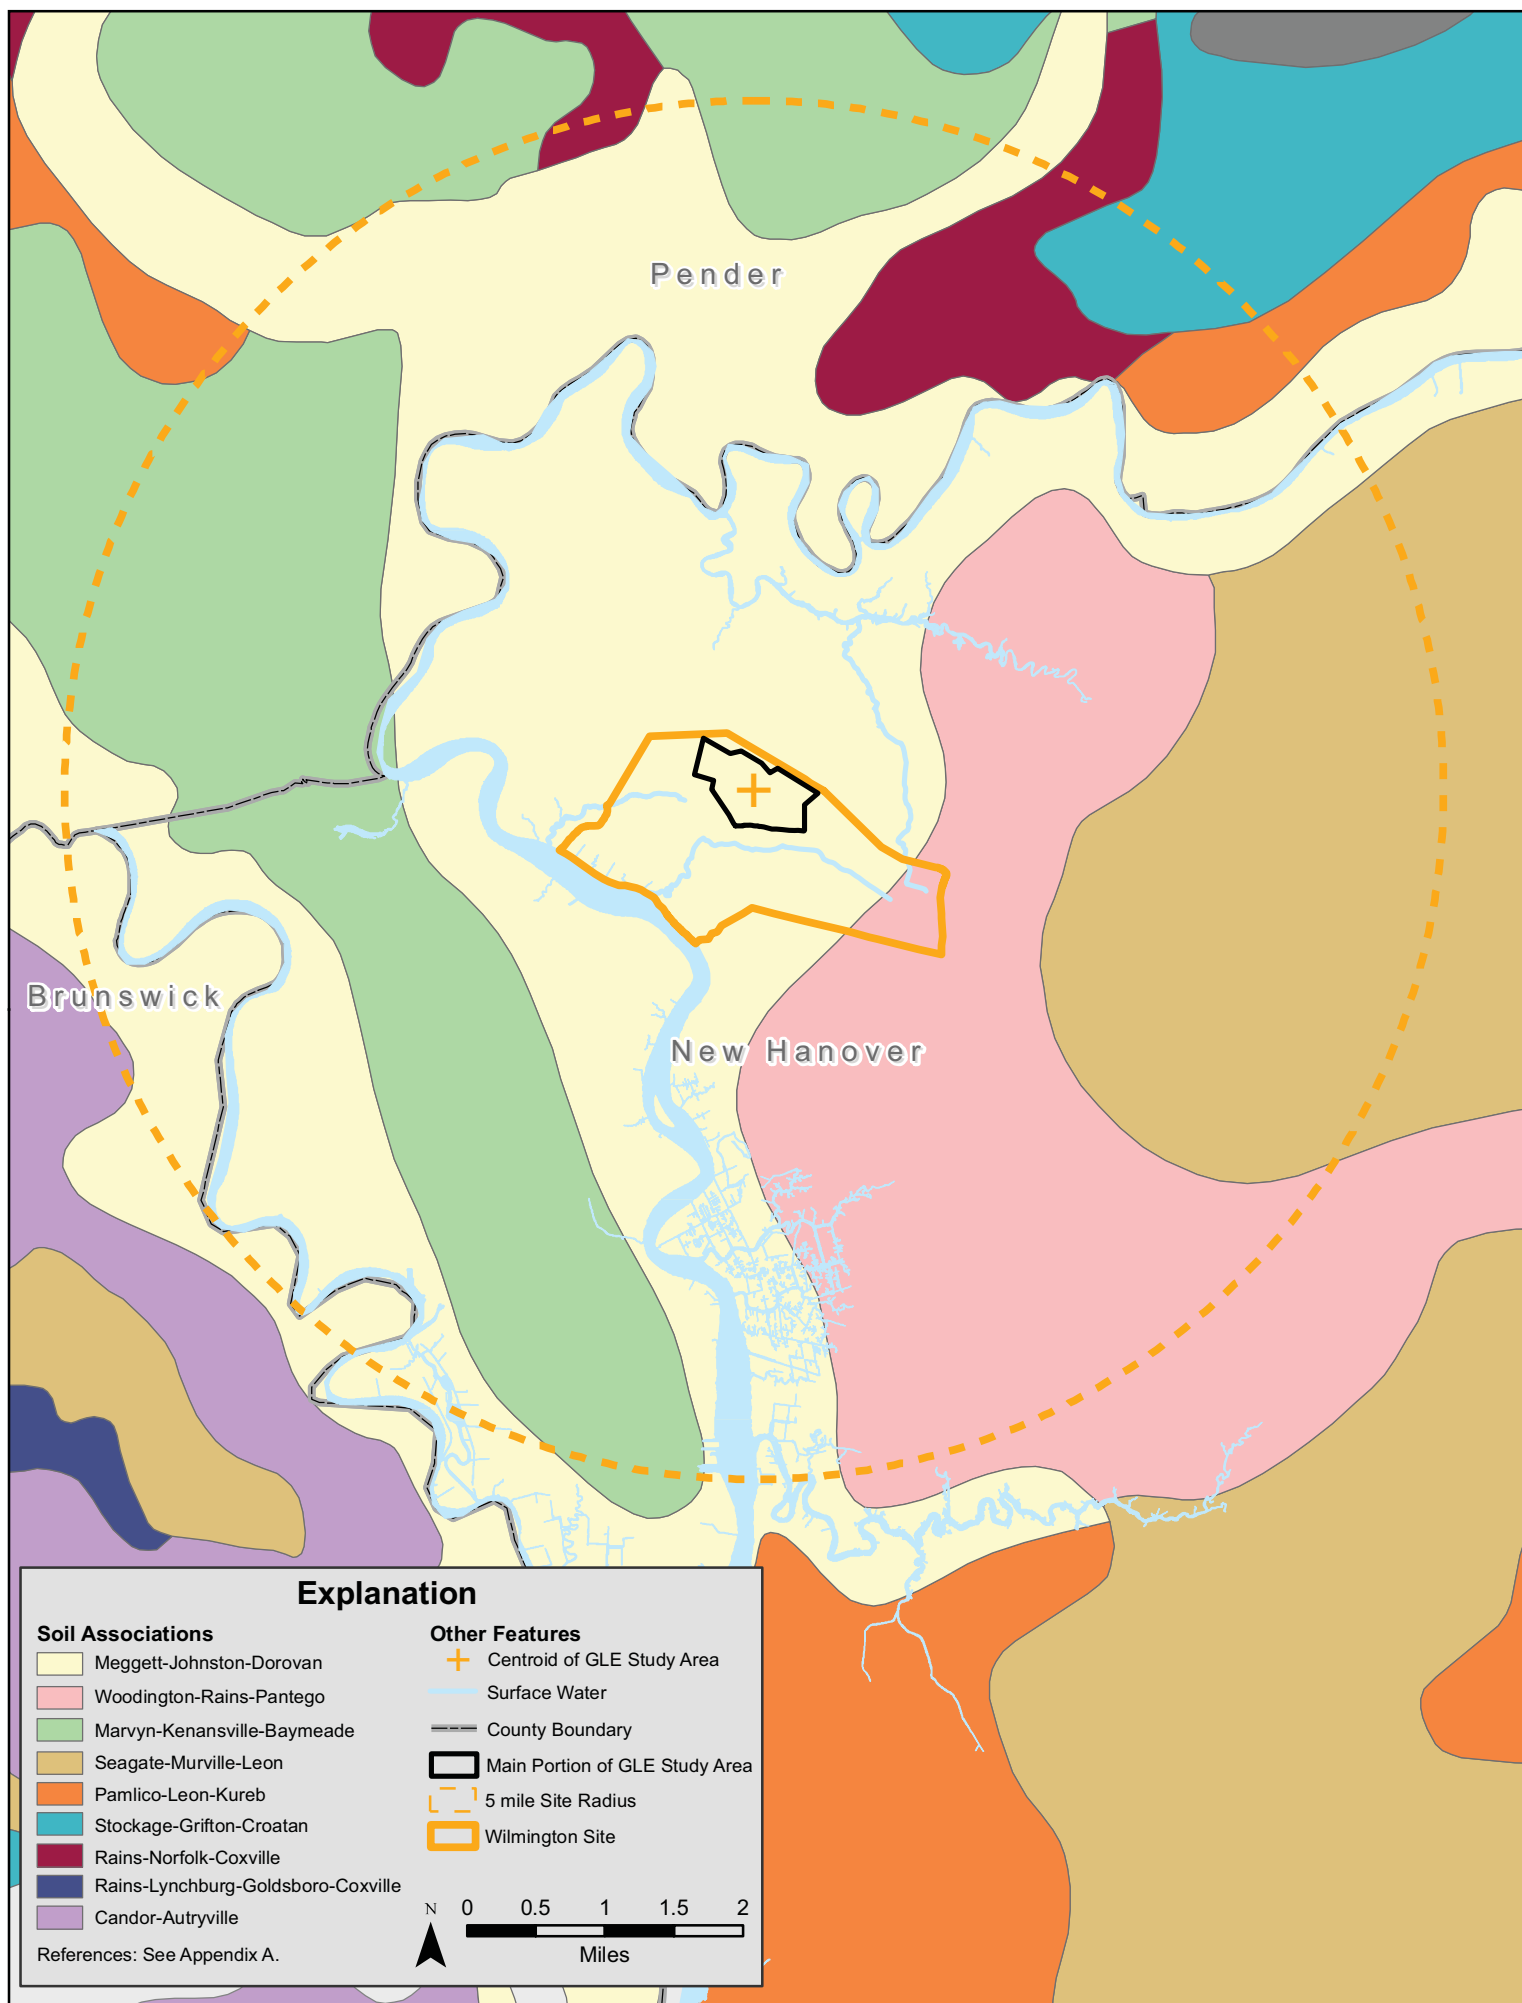 Pender
Brunswick
New Hanover
Explanation
Soil Associations
Meggett-Johnston-Dorovan
Woodington-Rains-Pantego
Marvyn-Kenansville-Baymeade
Seagate-Murville-Leon
Pamlico-Leon-Kureb
Stockage-Grifton-Croatan
Rains-Norfolk-Coxville
Rains-Lynchburg-Goldsboro-Coxville
Candor-Autryville
References: See Appendix A.
Other Features
Centroid of GLE Study Area
Surface Water
County Boundary
Main Portion of GLE Study Area
5 mile Site Radius
Wilmington Site
N
0 0.5 1 1.5 2
Miles